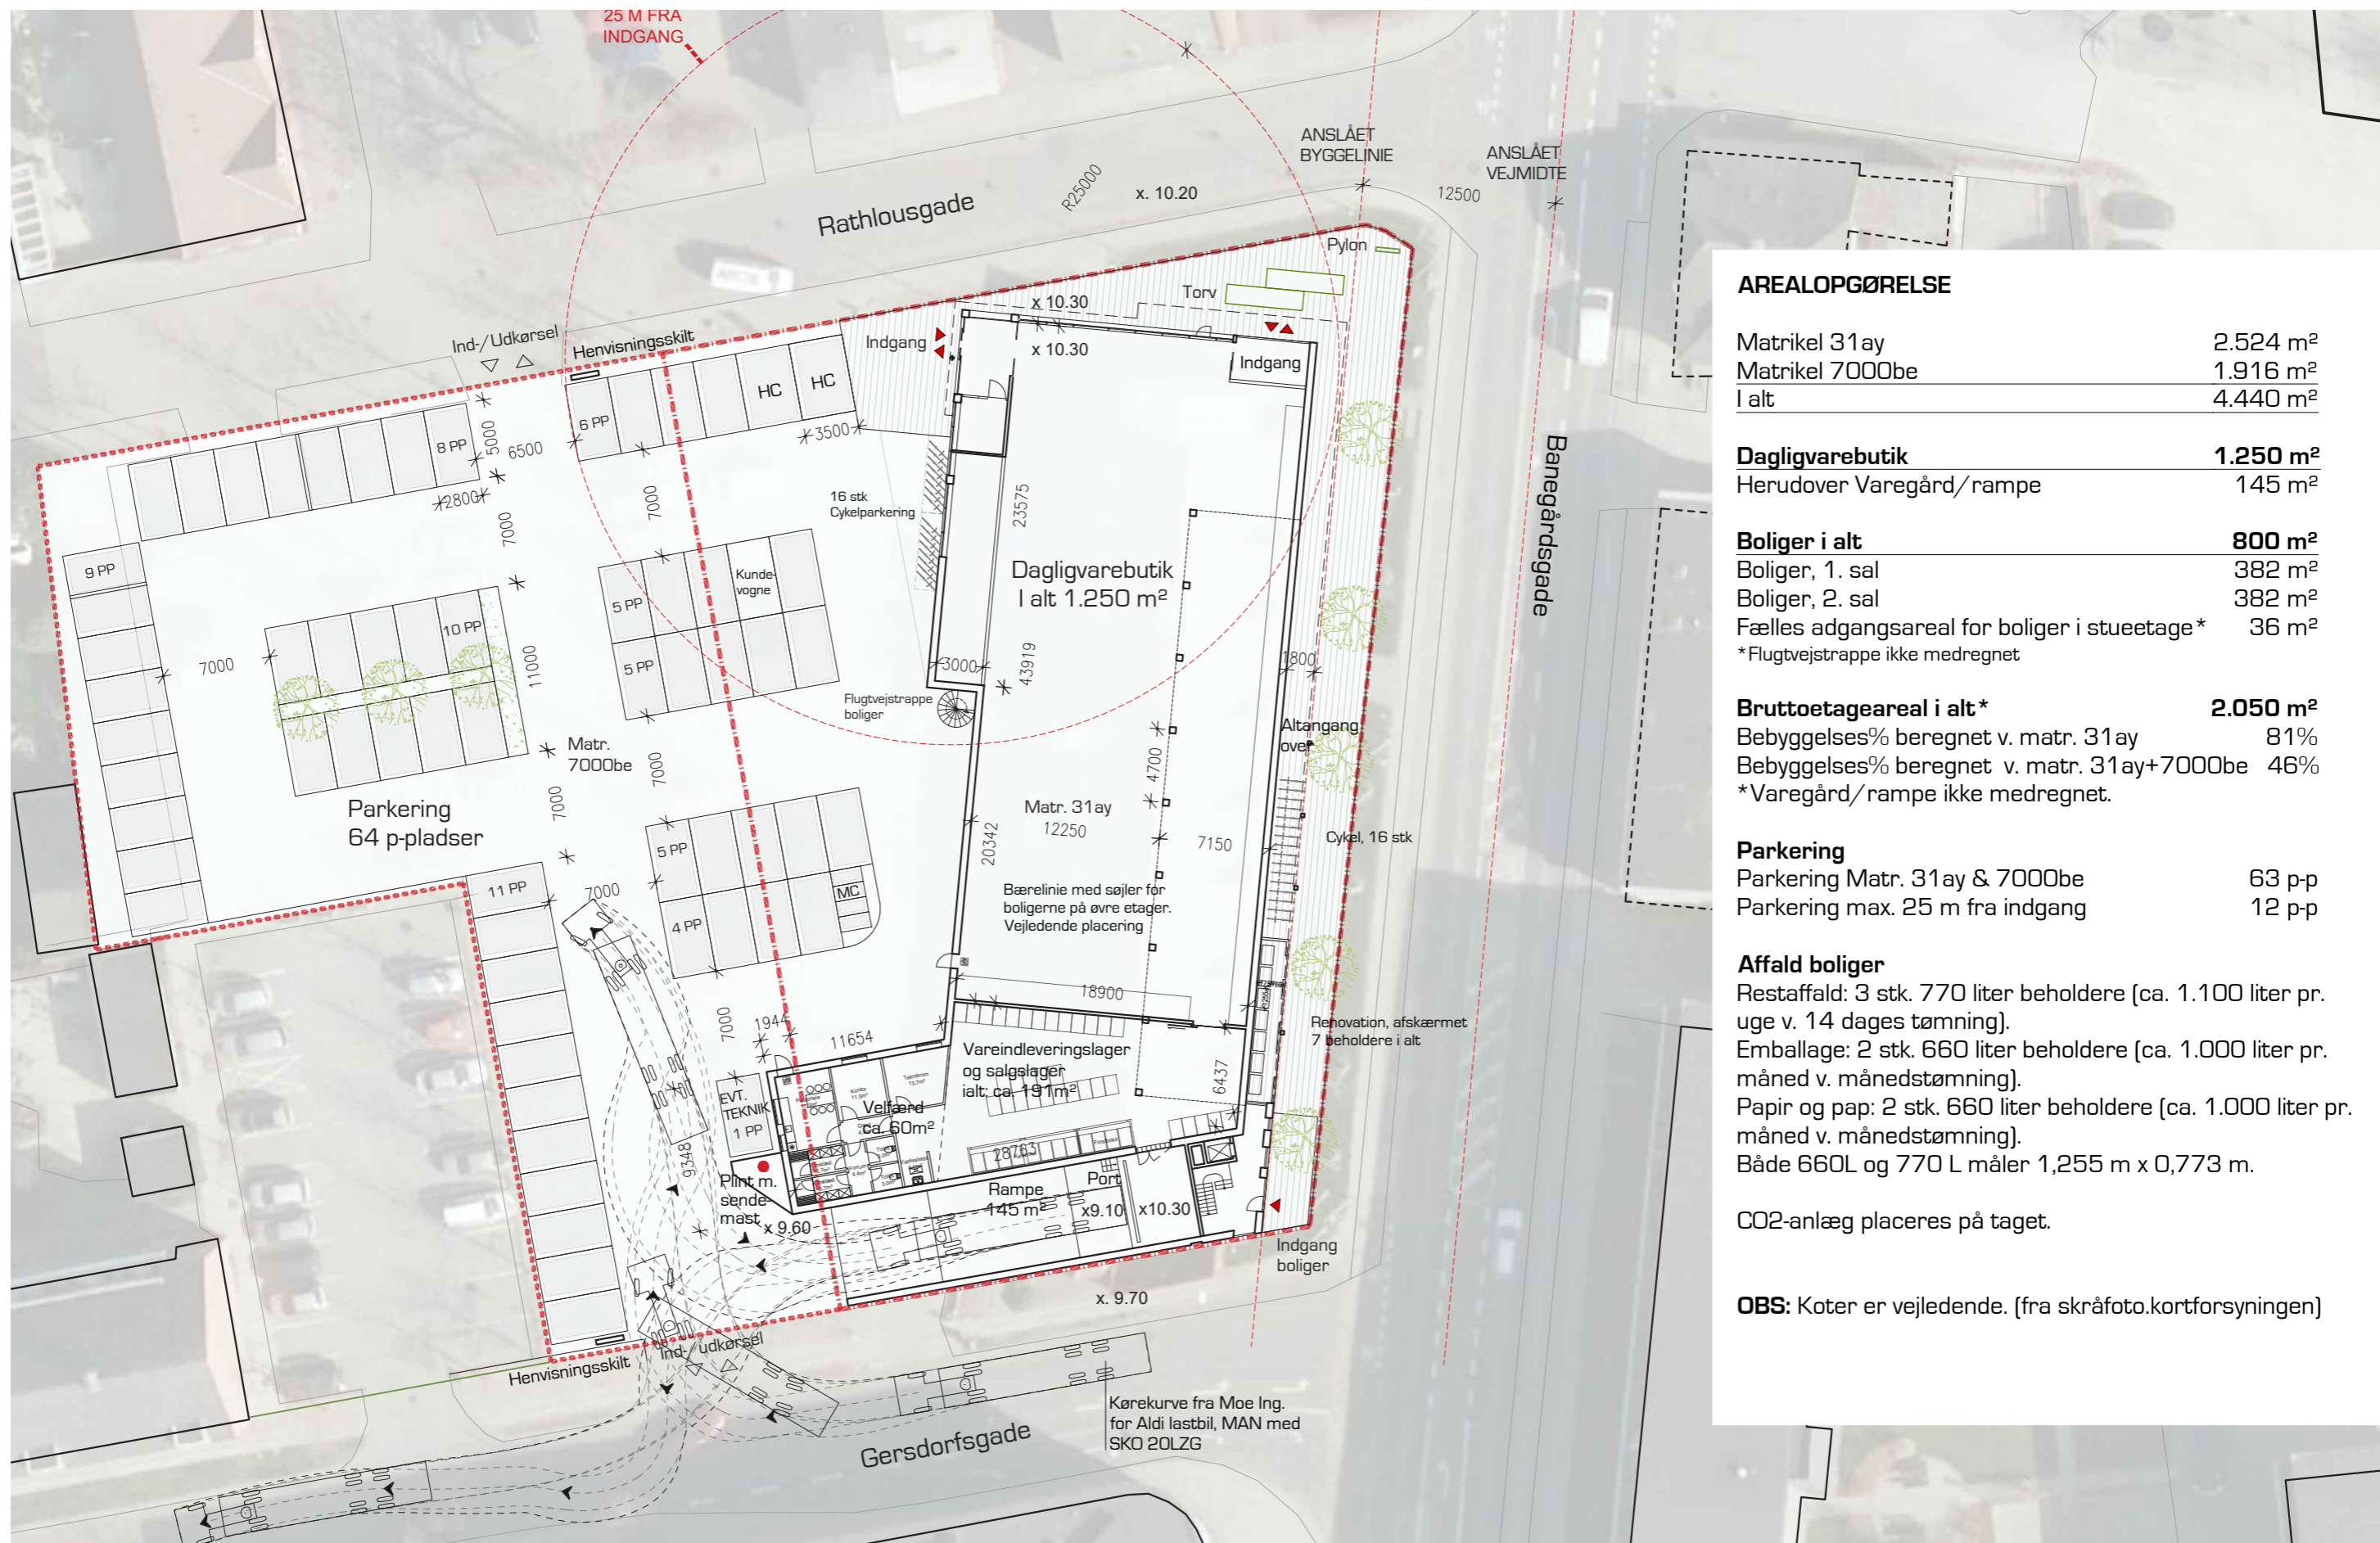 25 M FRA
INDGANG
ANSLÅET
BYGGELINIE
ANSLÅET
VEJMIDTE
12500
R25000
x. 10.20
Rathlousgade
Pylon
Torv
x 10.30
x 10.30
Ind-/Udkørsel
Henvisningsskilt
Indgang
Indgang
HC
HC
6 PP
8 PP
5000
6500
3500
2800
7000
7000
16 stk
Cykelparkering
23575
Banegårdsgade
9 PP
Kunde-
vogne
5 PP
10 PP
5 PP
Dagligvarebutik
I alt 1.250 m²
7000
11000
3000
43919
1800
Flugtvejstrappe
boliger
Altangang
over
Matr.
7000be
7000
4700
Parkering
64 p-pladser
7000
Matr. 31ay
12250
20342
7150
Cykel, 16 stk
5 PP
MC
4 PP
11 PP
7000
Bærelinie med søjler for
boligerne på øvre etager.
Vejledende placering
18900
7000
1944
11654
Renovation, afskærmet
7 beholdere i alt
Vareindleveringslager
og salgslager
ialt: ca. 191m²
6437
EVT.
TEKNIK
1 PP
Velfærd
ca. 60m²
9348
28763
Plint m.
sende-
mast
x 9.60
Rampe
145 m²
Port
x9.10
x10.30
Indgang
boliger
x. 9.70
Ind-/ udkørsel
Henvisningsskilt
Gersdorfsgade
Kørekurve fra Moe Ing.
for Aldi lastbil, MAN med
SKO 20LZG
AREALOPGØRELSE
Matrikel 31ay 2.524 m²
Matrikel 7000be 1.916 m²
I alt 4.440 m²
Dagligvarebutik 1.250 m²
Herudover Varegård/rampe 145 m²
Boliger i alt 800 m²
Boliger, 1. sal 382 m²
Boliger, 2. sal 382 m²
Fælles adgangsareal for boliger i stueetage* 36 m²
*Flugtvejstrappe ikke medregnet
Bruttoetageareal i alt* 2.050 m²
Bebyggelses% beregnet v. matr. 31ay 81%
Bebyggelses% beregnet v. matr. 31ay+7000be 46%
*Varegård/rampe ikke medregnet.
Parkering
Parkering Matr. 31ay & 7000be 63 p-p
Parkering max. 25 m fra indgang 12 p-p
Affald boliger
Restaffald: 3 stk. 770 liter beholdere (ca. 1.100 liter pr.
uge v. 14 dages tømning).
Emballage: 2 stk. 660 liter beholdere (ca. 1.000 liter pr.
måned v. månedstømning).
Papir og pap: 2 stk. 660 liter beholdere (ca. 1.000 liter pr.
måned v. månedstømning).
Både 660L og 770 L måler 1,255 m x 0,773 m.
CO2-anlæg placeres på taget.
OBS: Koter er vejledende. (fra skråfoto.kortforsyningen)